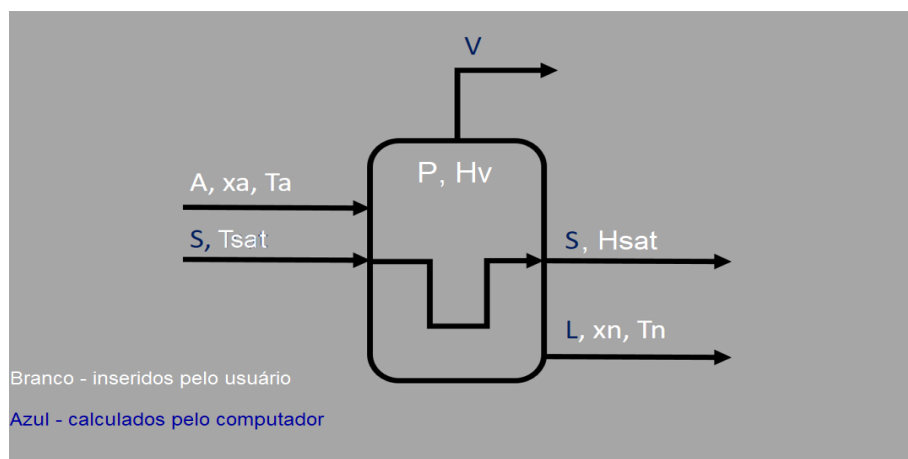 V
P, Hv
A, xa, Ta
S, Tsat
S, Hsat
L, xn, Tn
Branco - inseridos pelo usuário
Azul - calculados pelo computador